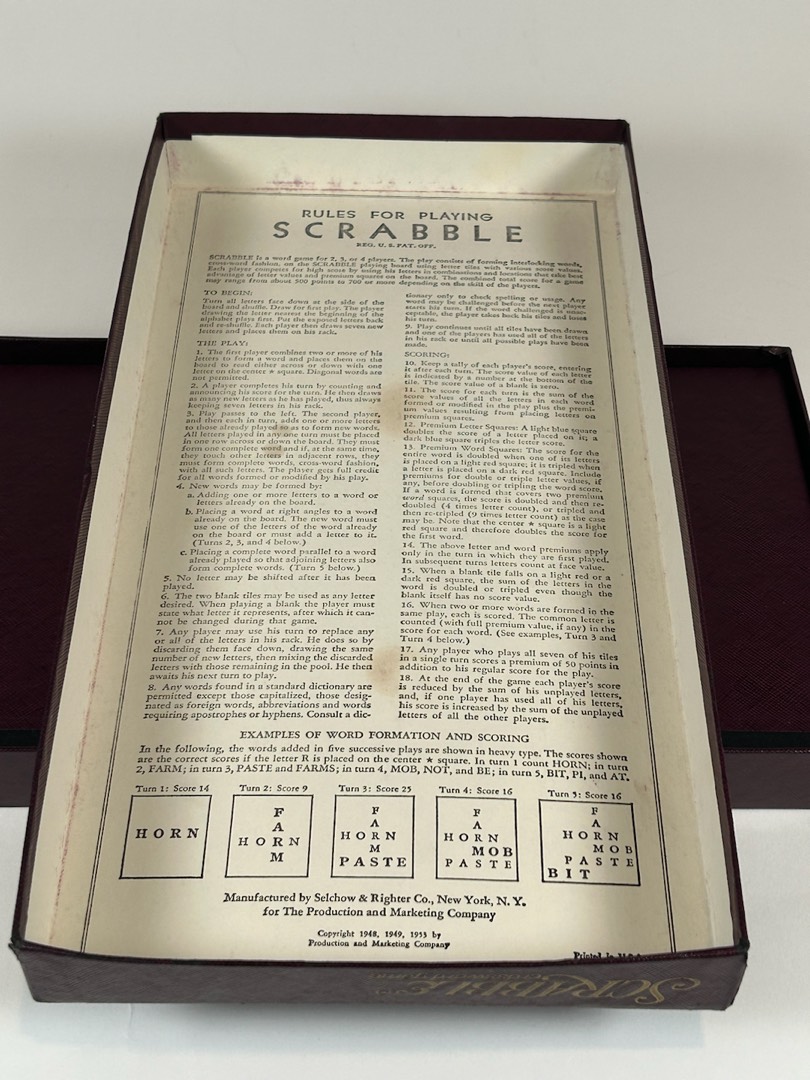 RULES FOR PLAYING
SCRABBLE
REG. U. S. PAT. OFF.
SCRABBLE is a word game for 2, 3, or 4 players. The play consists of forming interlocking words,
cross-word fashion, on the SCRABBLE playing board using letter tiles with various score values.
Each player competes for high score by using his letters in combinations and locations that take best
advantage of letter values and premium squares on the board. The combined total score for a game
may range from about 500 points to 700 or more depending on the skill of the players.
TO BEGIN:
Turn all letters face down at the side of the
board and shuffle. Draw for first play. The player
drawing the letter nearest the beginning of the
alphabet plays first. Put the exposed letters back
and re-shuffle. Each player then draws seven new
letters and places them on his rack.
THE PLAY:
1. The first player combines two or more of his
letters to form a word and places them on the
board to read either across or down with one
letter on the center ★ square. Diagonal words are
not permitted.
2. A player completes his turn by counting and
announcing his score for the turn. He then draws
as many new letters as he has played, thus always
keeping seven letters in his rack.
3. Play passes to the left. The second player,
and then each in turn, adds one or more letters
to those already played so as to form new words.
All letters played in any one turn must be placed
in one row across or down the board. They must
form one complete word and if, at the same time,
they touch other letters in adjacent rows, they
must form complete words, cross-word fashion,
with all such letters. The player gets full credit
for all words formed or modified by his play.
4. New words may be formed by:
a. Adding one or more letters to a word or
letters already on the board.
b. Placing a word at right angles to a word
already on the board. The new word must
use one of the letters of the word already
on the board or must add a letter to it.
(Turns 2, 3, and 4 below.)
c. Placing a complete word parallel to a word
already played so that adjoining letters also
form complete words. (Turn 5 below.)
5. No letter may be shifted after it has been
played.
6. The two blank tiles may be used as any letter
desired. When playing a blank the player must
state what letter it represents, after which it can-
not be changed during that game.
7. Any player may use his turn to replace any
or all of the letters in his rack. He does so by
discarding them face down, drawing the same
number of new letters, then mixing the discarded
letters with those remaining in the pool. He then
awaits his next turn to play.
8. Any words found in a standard dictionary are
permitted except those capitalized, those desig-
nated as foreign words, abbreviations and words
requiring apostrophes or hyphens. Consult a dic-
tionary only to check spelling or usage. Any
word may be challenged before the next player
starts his turn. If the word challenged is unac-
ceptable, the player takes back his tiles and loses
his turn.
9. Play continues until all tiles have been drawn
and one of the players has used all of the letters
in his rack or until all possible plays have been
made.
SCORING:
10. Keep a tally of each player's score, entering
it after each turn. The score value of each letter
is indicated by a number at the bottom of the
tile. The score value of a blank is zero.
11. The score for each turn is the sum of the
score values of all the letters in each word
formed or modified in the play plus the premi-
um values resulting from placing letters on
premium squares.
12. Premium Letter Squares: A light blue square
doubles the score of a letter placed on it; a
dark blue square triples the letter score.
13. Premium Word Squares: The score for the
entire word is doubled when one of its letters
is placed on a light red square; it is tripled when
a letter is placed on a dark red square. Include
premiums for double or triple letter values, if
any, before doubling or tripling the word score.
If a word is formed that covers two premium
word squares, the score is doubled and then re-
doubled (4 times letter count), or tripled and
then re-tripled (9 times letter count) as the case
may be. Note that the center ★ square is a light
red square and therefore doubles the score for
the first word.
14. The above letter and word premiums apply
only in the turn in which they are first played.
In subsequent turns letters count at face value.
15. When a blank tile falls on a light red or a
dark red square, the sum of the letters in the
word is doubled or tripled even though the
blank itself has no score value.
16. When two or more words are formed in the
same play, each is scored. The common letter is
counted (with full premium value, if any) in the
score for each word. (See examples, Turn 3 and
Turn 4 below.)
17. Any player who plays all seven of his tiles
in a single turn scores a premium of 50 points in
addition to his regular score for the play.
18. At the end of the game each player's score
is reduced by the sum of his unplayed letters,
and, if one player has used all of his letters,
his score is increased by the sum of the unplayed
letters of all the other players.
EXAMPLES OF WORD FORMATION AND SCORING
In the following, the words added in five successive plays are shown in heavy type. The scores shown
are the correct scores if the letter R is placed on the center ★ square. In turn 1 count HORN; in turn
2, FARM; in turn 3, PASTE and FARMS; in turn 4, MOB, NOT, and BE; in turn 5, BIT, PI, and AT.
Turn 1: Score 14
HORN
Turn 2: Score 9
F
A
HORN
M
Turn 3: Score 25
F
A
HORN
M
PASTE
Turn 4: Score 16
F
A
HORN
MOB
PASTE
Turn 5: Score 16
F
A
HORN
MOB
PASTE
BIT
Manufactured by Selchow & Righter Co., New York, N. Y.
for The Production and Marketing Company
Copyright 1948, 1949, 1953 by
Production and Marketing Company
Printed in
SCRABBLE